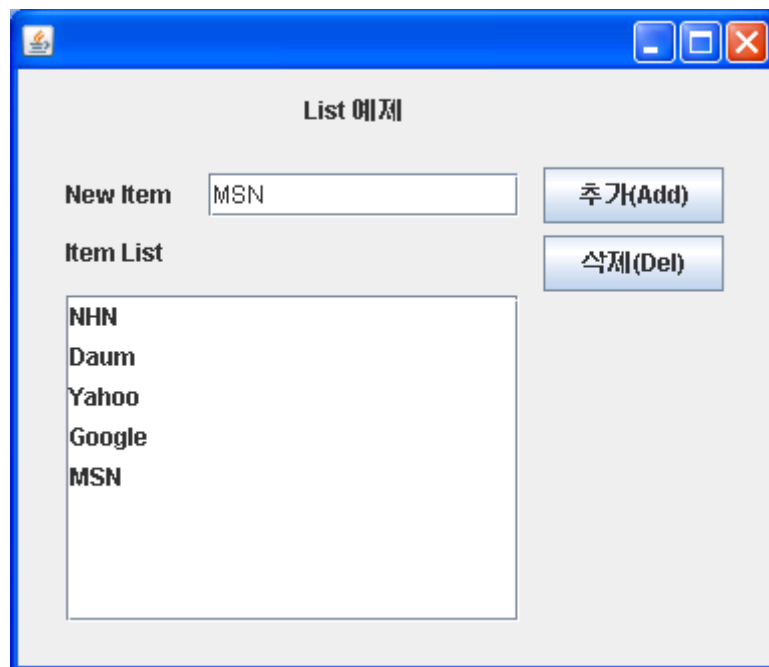 List 예제
New Item
MSN
추가(Add)
Item List
삭제(Del)
NHN
Daum
Yahoo
Google
MSN